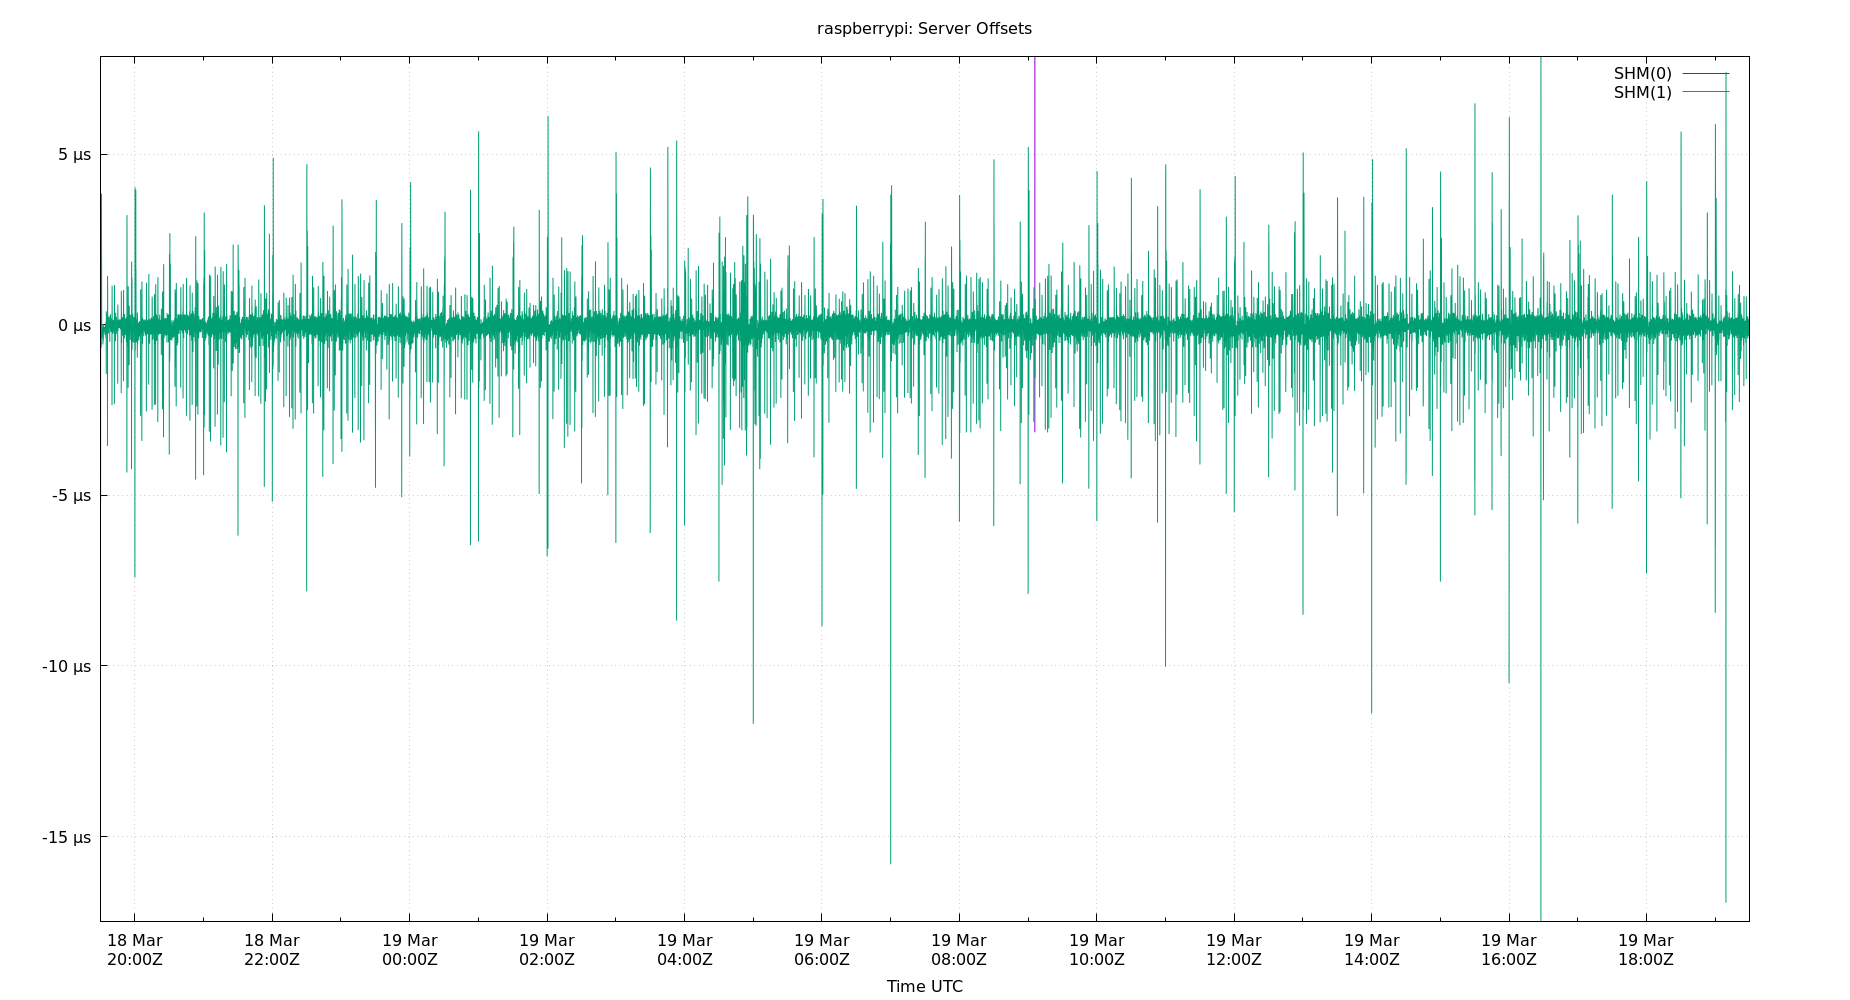 raspberrypi: Server Offsets
SHM(0)
SHM(1)
5 µs
0 µs
-5 µs
-10 µs
-15 µs
18 Mar 18 Mar 19 Mar 19 Mar 19 Mar 19 Mar 19 Mar 19 Mar 19 Mar 19 Mar 19 Mar 19 Mar
20:00Z 22:00Z 00:00Z 02:00Z 04:00Z 06:00Z 08:00Z 10:00Z 12:00Z 14:00Z 16:00Z 18:00Z
Time UTC